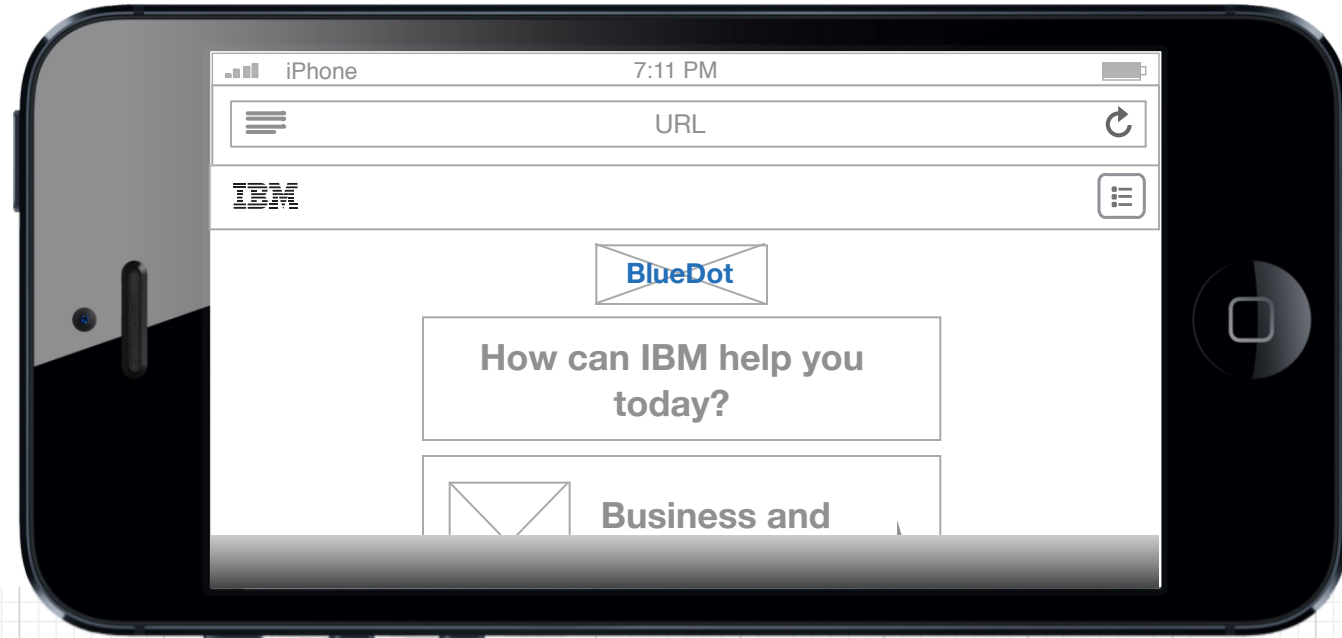 iPhone
7:11 PM
URL
IBM
BlueDot
How can IBM help you
today?
Business and